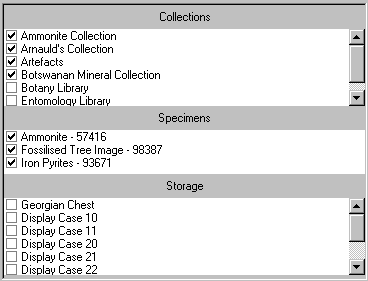 Collections
Ammonite Collection
Arnauld's Collection
Artefacts
Botswanan Mineral Collection
Botany Library
Entomology Library
Specimens
Ammonite - 57416
Fossilised Tree Image - 98387
Iron Pyrites - 93671
Storage
Georgian Chest
Display Case 10
Display Case 11
Display Case 20
Display Case 21
Display Case 22